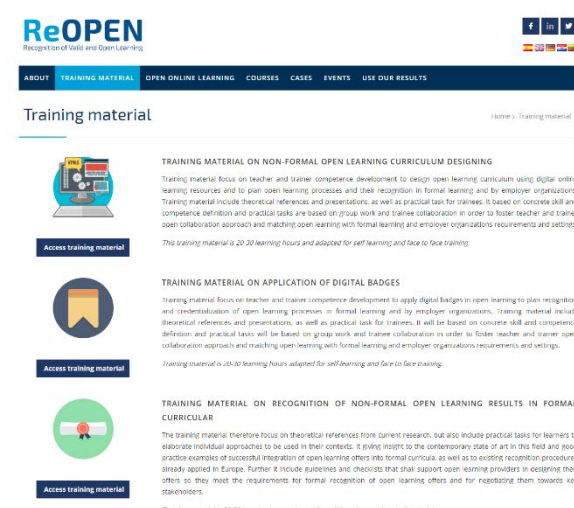 ReOPEN
Recognition of Valid and Open Learning
ABOUT TRAINING MATERIAL OPEN ONLINE LEARNING COURSES CASES EVENTS USE OUR RESULTS
Training material
Home > Training material
TRAINING MATERIAL ON NON-FORMAL OPEN LEARNING CURRICULUM DESIGNING
Training material focus on teacher and trainer competence development to design open learning curriculum using digital onlin
learning resources and to plan open learning processes and their recognition in formal learning and by employer organizations
Training material include theoretical references and presentations, as well as practical task for trainees. It based on concrete skill an
competence definition and practical tasks are based on group work and trainee collaboration in order to foster teacher and traine
open collaboration approach and matching open learning with formal learning and employer organizations requirements and settings
Access training material
This training material is 20-30 learning hours and adapted for self learning and face to face training.
TRAINING MATERIAL ON APPLICATION OF DIGITAL BADGES
Training material focus on teacher and trainer competence development to apply digital badges in open learning to plan recognitio
and credentialization of open learning processes in formal learning and by employer organizations. Training material includ
theoretical references and presentations, as well as practical task for trainees. It will be based on concrete skill and competenc
definition and practical tasks will be based on group work and trainee collaboration in order to foster teacher and trainer ope
collaboration approach and matching open learning with formal learning and employer organizations requirements and settings.
Access training material
Training material is 20-30 learning hours adapted for self-learning and face to face training.
TRAINING MATERIAL ON RECOGNITION OF NON-FORMAL OPEN LEARNING RESULTS IN FORMA
CURRICULAR
The training material therefore focus on theoretical references from current research, but also include practical tasks for learners t
elaborate individual approaches to be used in their contexts. It giving insight to the contemporary state of art in this field and goo
practice examples of successful integration of open learning offers into formal curricula, as well as to existing recognition procedure
already applied in Europe. Further it include guidelines and checklists that shall support open learning providers in designing thei
offers so they meet the requirements for formal recognition of open learning offers and for negotiating them towards ke
stakeholders.
Access training material